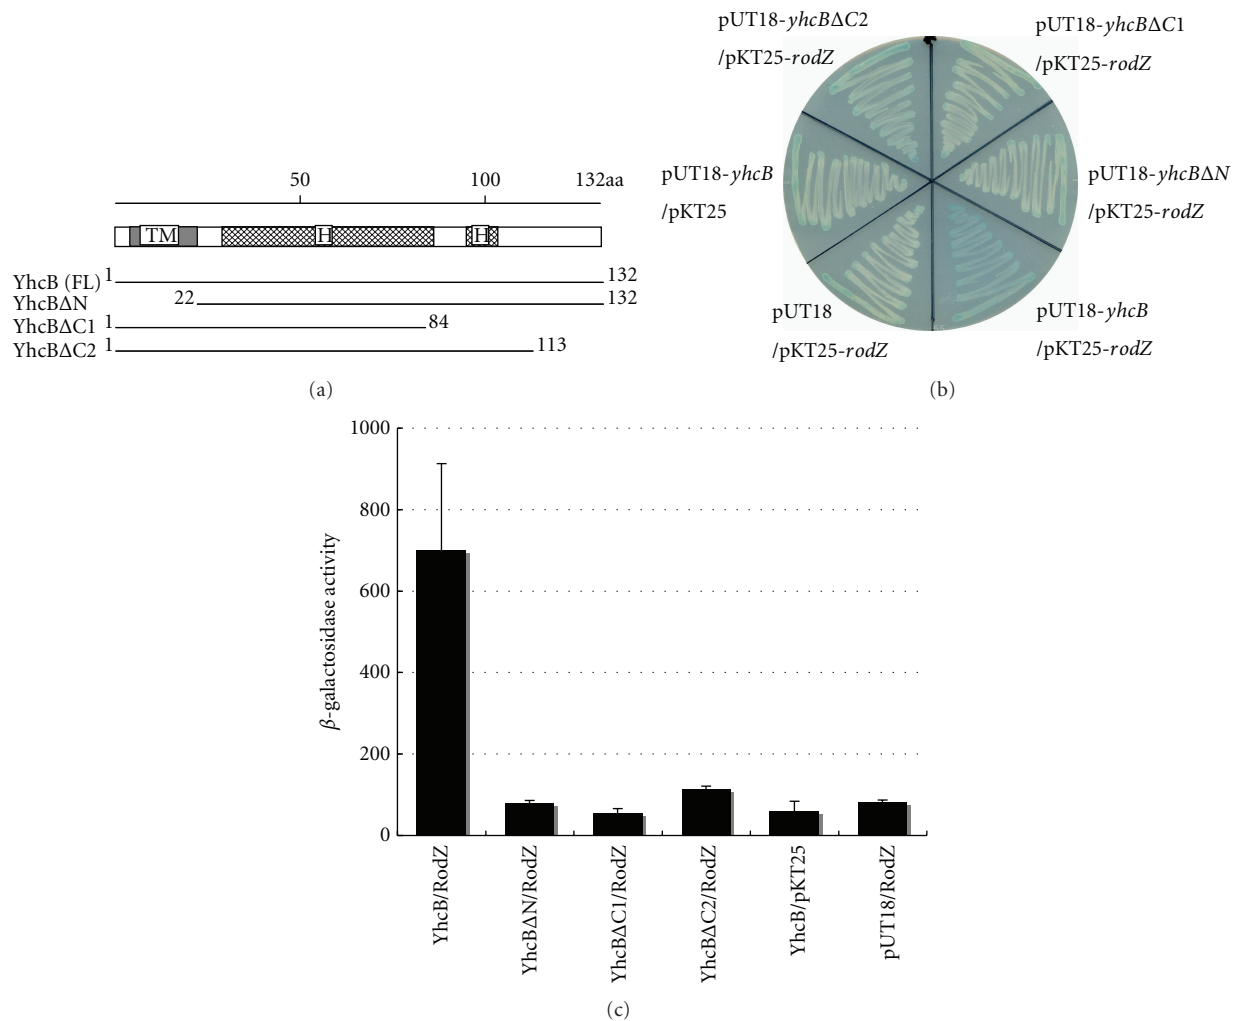 50 100 132aa
TM H H
YhcB (FL) 1 132
YhcBΔN 22 132
YhcBΔC1 1 84
YhcBΔC2 1 113
(a)
pUT18-yhcBΔC2
/pKT25-rodZ
pUT18-yhcBΔC1
/pKT25-rodZ
pUT18-yhcB
/pKT25
pUT18-yhcBΔN
/pKT25-rodZ
pUT18
/pKT25-rodZ
pUT18-yhcB
/pKT25-rodZ
(b)
1000
800
600
400
200
0
β-galactosidase activity
YhcB/RodZ
YhcBΔN/RodZ
YhcBΔC1/RodZ
YhcBΔC2/RodZ
YhcB/pKT25
pUT18/RodZ
(c)